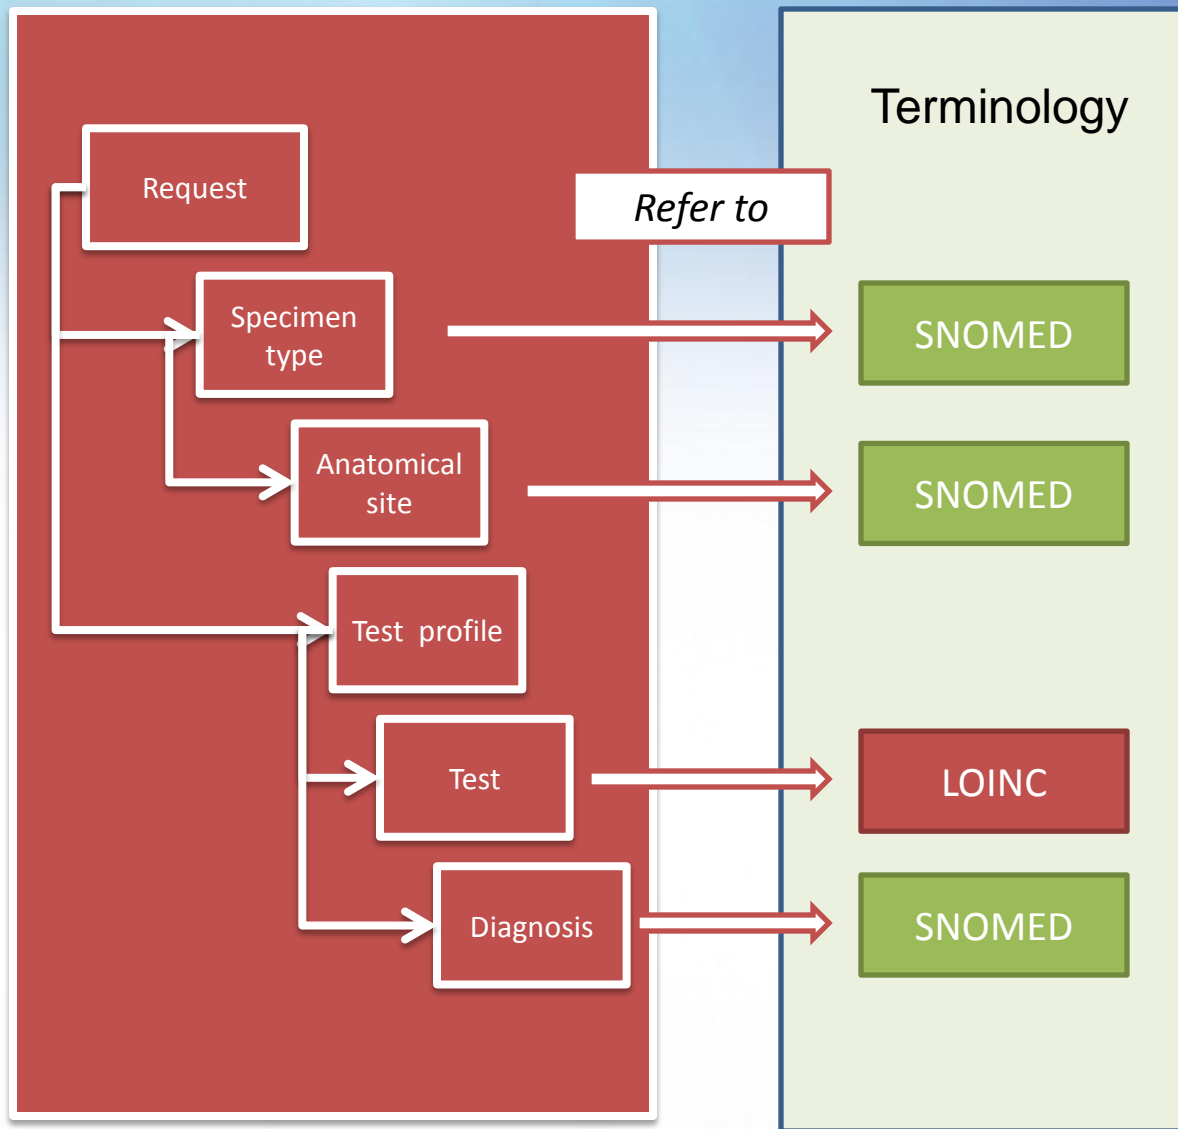 Terminology
Request
Refer to
Specimen
type
SNOMED
Anatomical
site
SNOMED
Test profile
Test
LOINC
Diagnosis
SNOMED